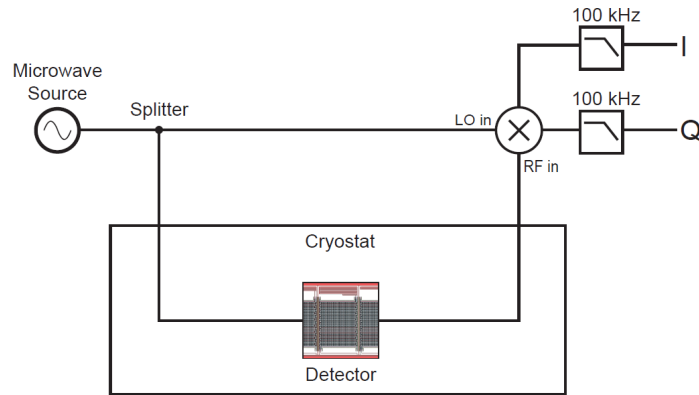 100 kHz
I
Microwave
Source
Splitter
100 kHz
LO in
Q
RF in
Cryostat
Detector